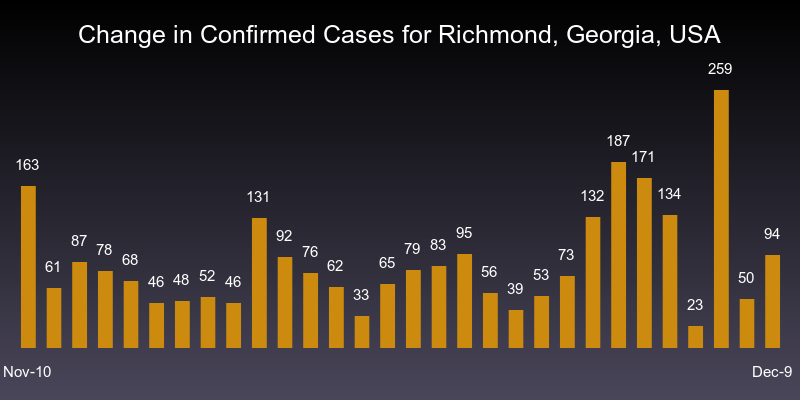 Change in Confirmed Cases for Richmond, Georgia, USA
163 61 87 78 68 46 48 52 46 131 92 76 62 33 65 79 83 95 56 39 53 73 132 187 171 134 23 259 50 94
Nov-10 Dec-9